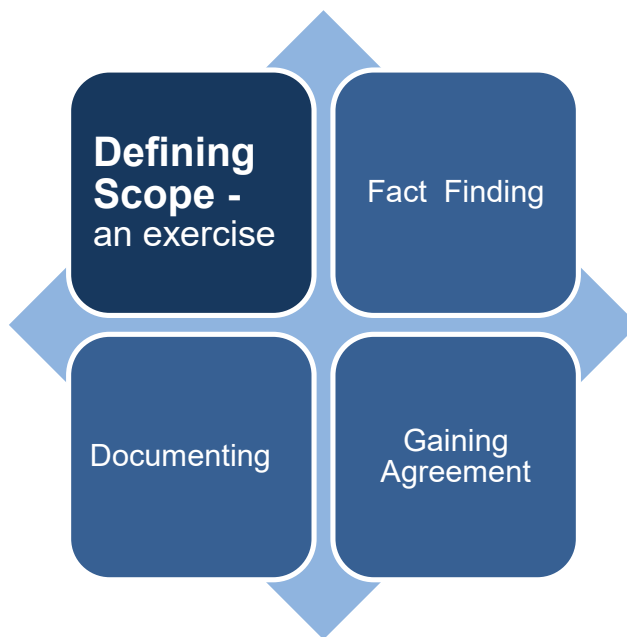 Defining
Scope -
an exercise
Fact  Finding
Documenting
Gaining
Agreement